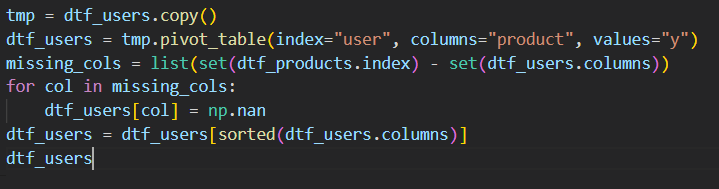 tmp = dtf_users.copy()
dtf_users = tmp.pivot_table(index="user", columns="product", values="y")
missing_cols = list(set(dtf_products.index) - set(dtf_users.columns))
for col in missing_cols:
    dtf_users[col] = np.nan
dtf_users = dtf_users[sorted(dtf_users.columns)]
dtf_users